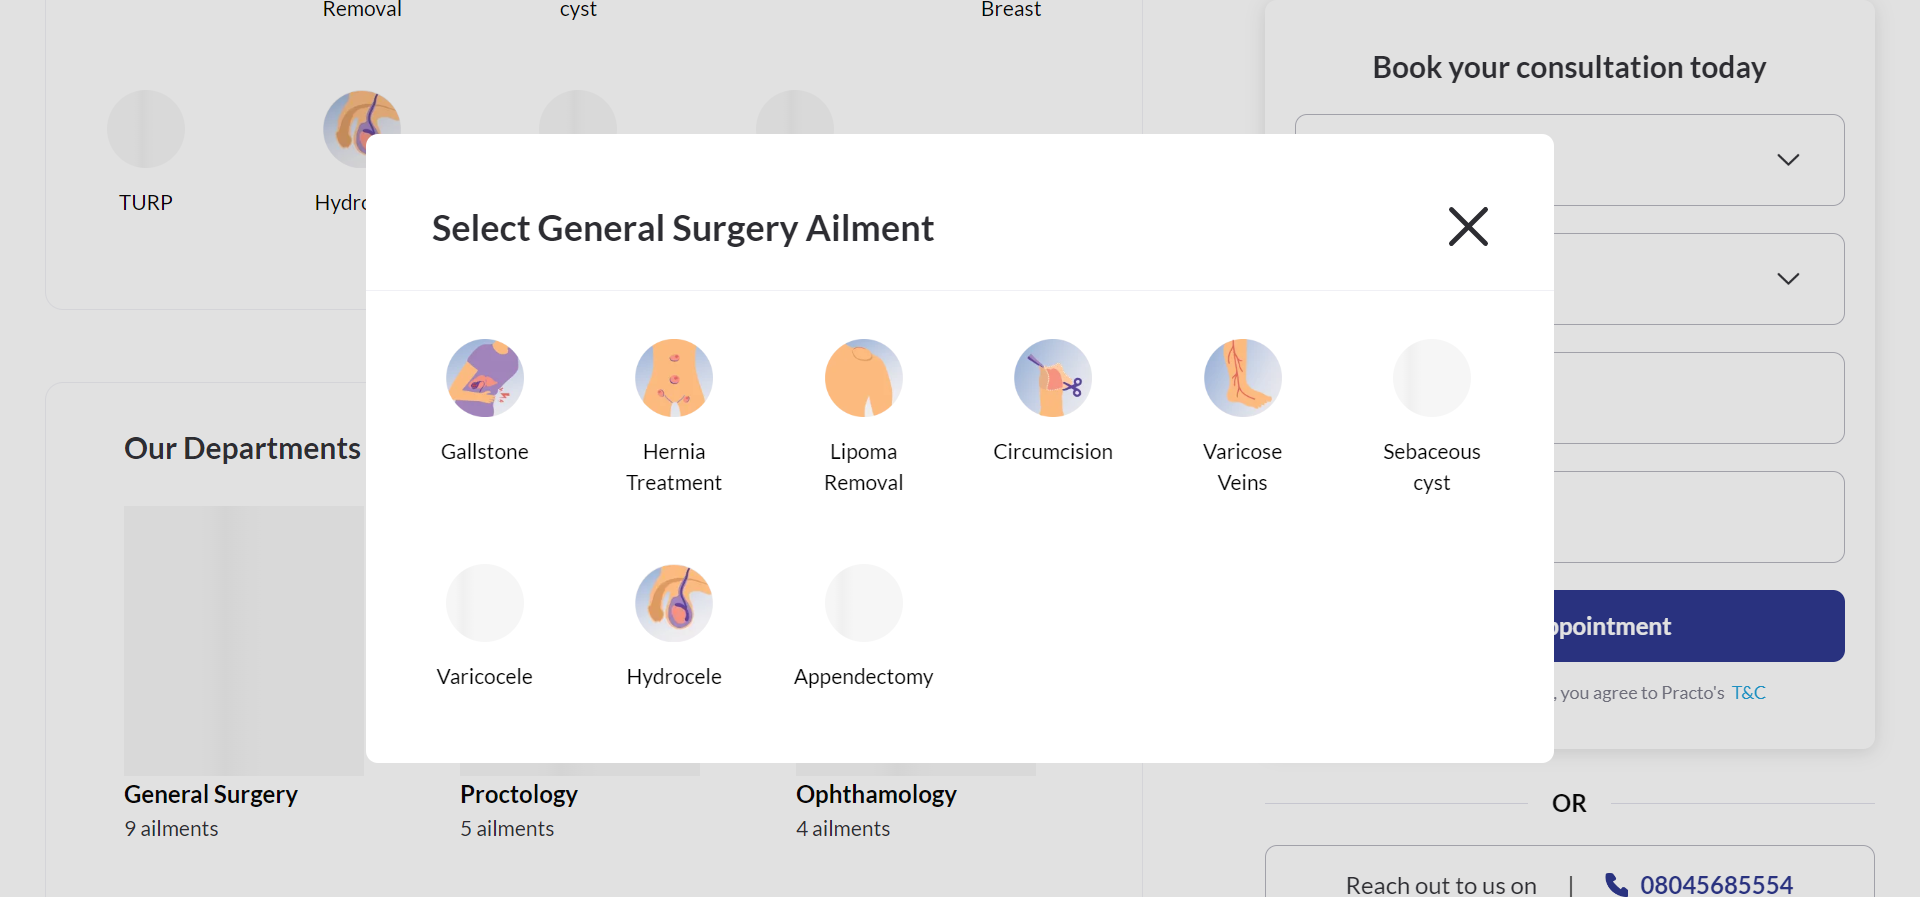 Removal
cyst
Breast
TURP
Book your consultation today
Select General Surgery Ailment
Gallstone
Hernia
Treatment
Lipoma
Removal
Circumcision
Varicose
Veins
Sebaceous
cyst
Varicocele
Hydrocele
Appendectomy
Our Departments
General Surgery
9 ailments
Proctology
5 ailments
Ophthamology
4 ailments
, you agree to Practo's T&C
OR
Reach out to us on | 08045685554